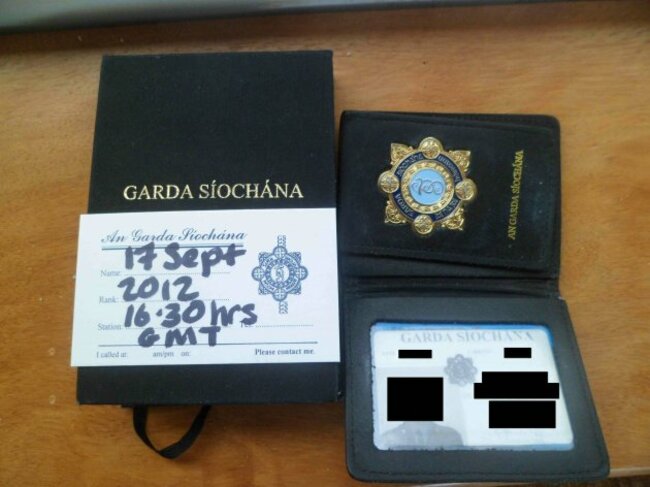 GARDA SÍOCHÁNA
An Garda Síochána
Name: 17 Sept
Rank: 2012
Station: 16.30 hrs
GMT
I called at am/pm on: Please contact me.
AN GARDA SÍOCHÁNA
GARDA SÍOCHÁNA